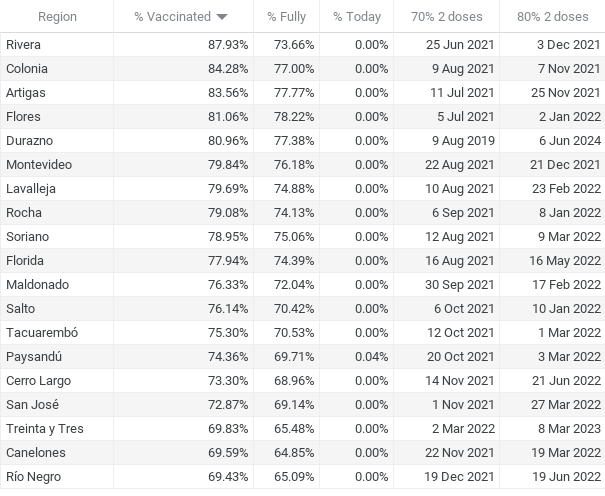 Region % Vaccinated % Fully % Today 70% 2 doses 80% 2 doses
Rivera 87.93% 73.66% 0.00% 25 Jun 2021 3 Dec 2021
Colonia 84.28% 77.00% 0.00% 9 Aug 2021 7 Nov 2021
Artigas 83.56% 77.77% 0.00% 11 Jul 2021 25 Nov 2021
Flores 81.06% 78.22% 0.00% 5 Jul 2021 2 Jan 2022
Durazno 80.96% 77.38% 0.00% 9 Aug 2019 6 Jun 2024
Montevideo 79.84% 76.18% 0.00% 22 Aug 2021 21 Dec 2021
Lavalleja 79.69% 74.88% 0.00% 10 Aug 2021 23 Feb 2022
Rocha 79.08% 74.13% 0.00% 6 Sep 2021 8 Jan 2022
Soriano 78.95% 75.06% 0.00% 12 Aug 2021 9 Mar 2022
Florida 77.94% 74.39% 0.00% 16 Aug 2021 16 May 2022
Maldonado 76.33% 72.04% 0.00% 30 Sep 2021 17 Feb 2022
Salto 76.14% 70.42% 0.00% 6 Oct 2021 10 Jan 2022
Tacuarembó 75.30% 70.53% 0.00% 12 Oct 2021 1 Mar 2022
Paysandú 74.36% 69.71% 0.04% 20 Oct 2021 3 Mar 2022
Cerro Largo 73.30% 68.96% 0.00% 14 Nov 2021 21 Jun 2022
San José 72.87% 69.14% 0.00% 1 Nov 2021 27 Mar 2022
Treinta y Tres 69.83% 65.48% 0.00% 2 Mar 2022 8 Mar 2023
Canelones 69.59% 64.85% 0.00% 22 Nov 2021 19 Mar 2022
Río Negro 69.43% 65.09% 0.00% 19 Dec 2021 19 Jun 2022